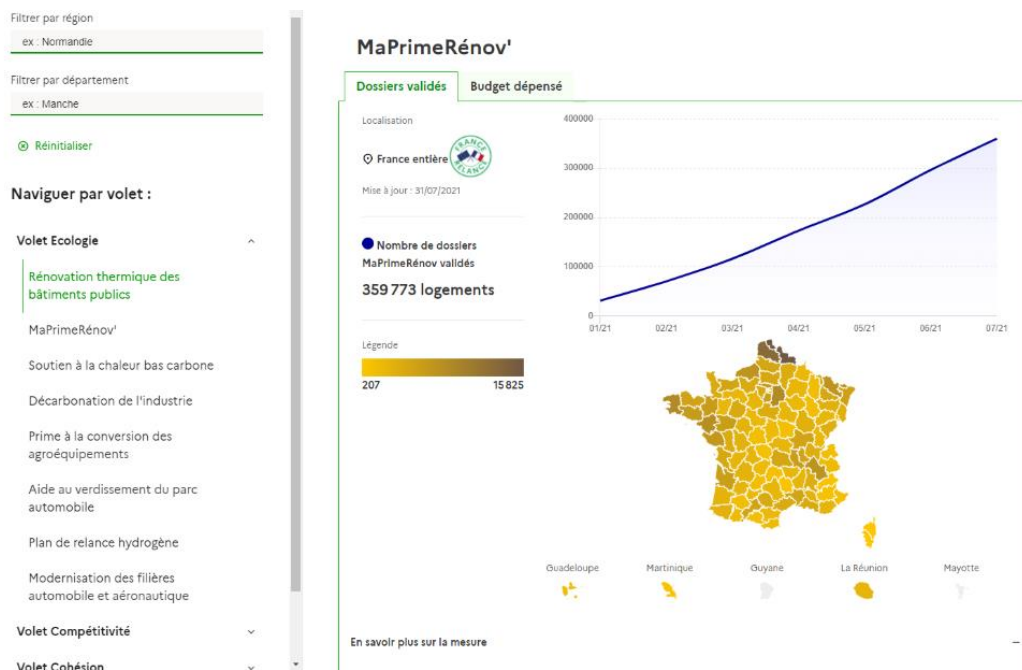 Filtrer par région
ex : Normandie
Filtrer par département
ex : Manche
Réinitialiser
Naviguer par volet :
Volet Ecologie
Rénovation thermique des
bâtiments publics
MaPrimeRénov'
Soutien à la chaleur bas carbone
Décarbonation de l'industrie
Prime à la conversion des
agroéquipements
Aide au verdissement du parc
automobile
Plan de relance hydrogène
Modernisation des filières
automobile et aéronautique
Volet Compétitivité
Volet Cohésion
MaPrimeRénov'
Dossiers validés
Budget dépensé
Localisation
France entière
FRANCE
RELANCE
Mise à jour : 31/07/2021
Nombre de dossiers
MaPrimeRénov validés
359 773 logements
Légende
207 15 825
400000
300000
200000
100000
0
01/21 02/21 03/21 04/21 05/21 06/21 07/21
Guadeloupe Martinique Guyane La Réunion Mayotte
En savoir plus sur la mesure